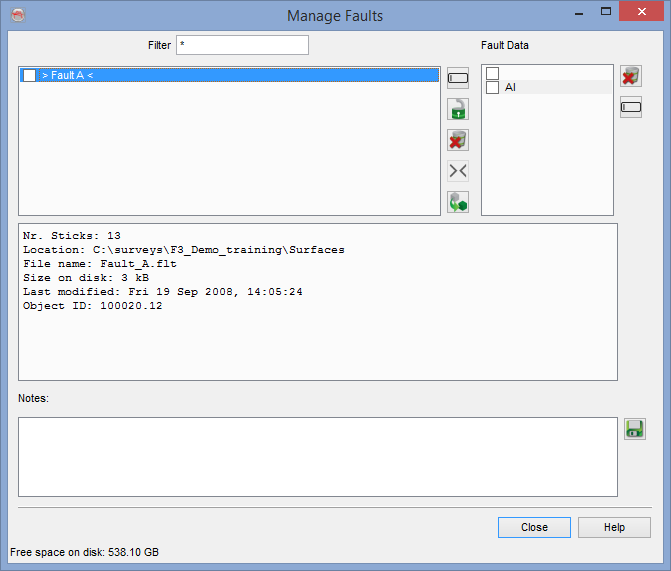 Manage Faults
Filter *
Fault Data
> Fault A <
AI
Nr. Sticks: 13
Location: C:\surveys\F3_Demo_training\Surfaces
File name: Fault_A.flt
Size on disk: 3 kB
Last modified: Fri 19 Sep 2008, 14:05:24
Object ID: 100020.12
Notes:
Close
Help
Free space on disk: 538.10 GB